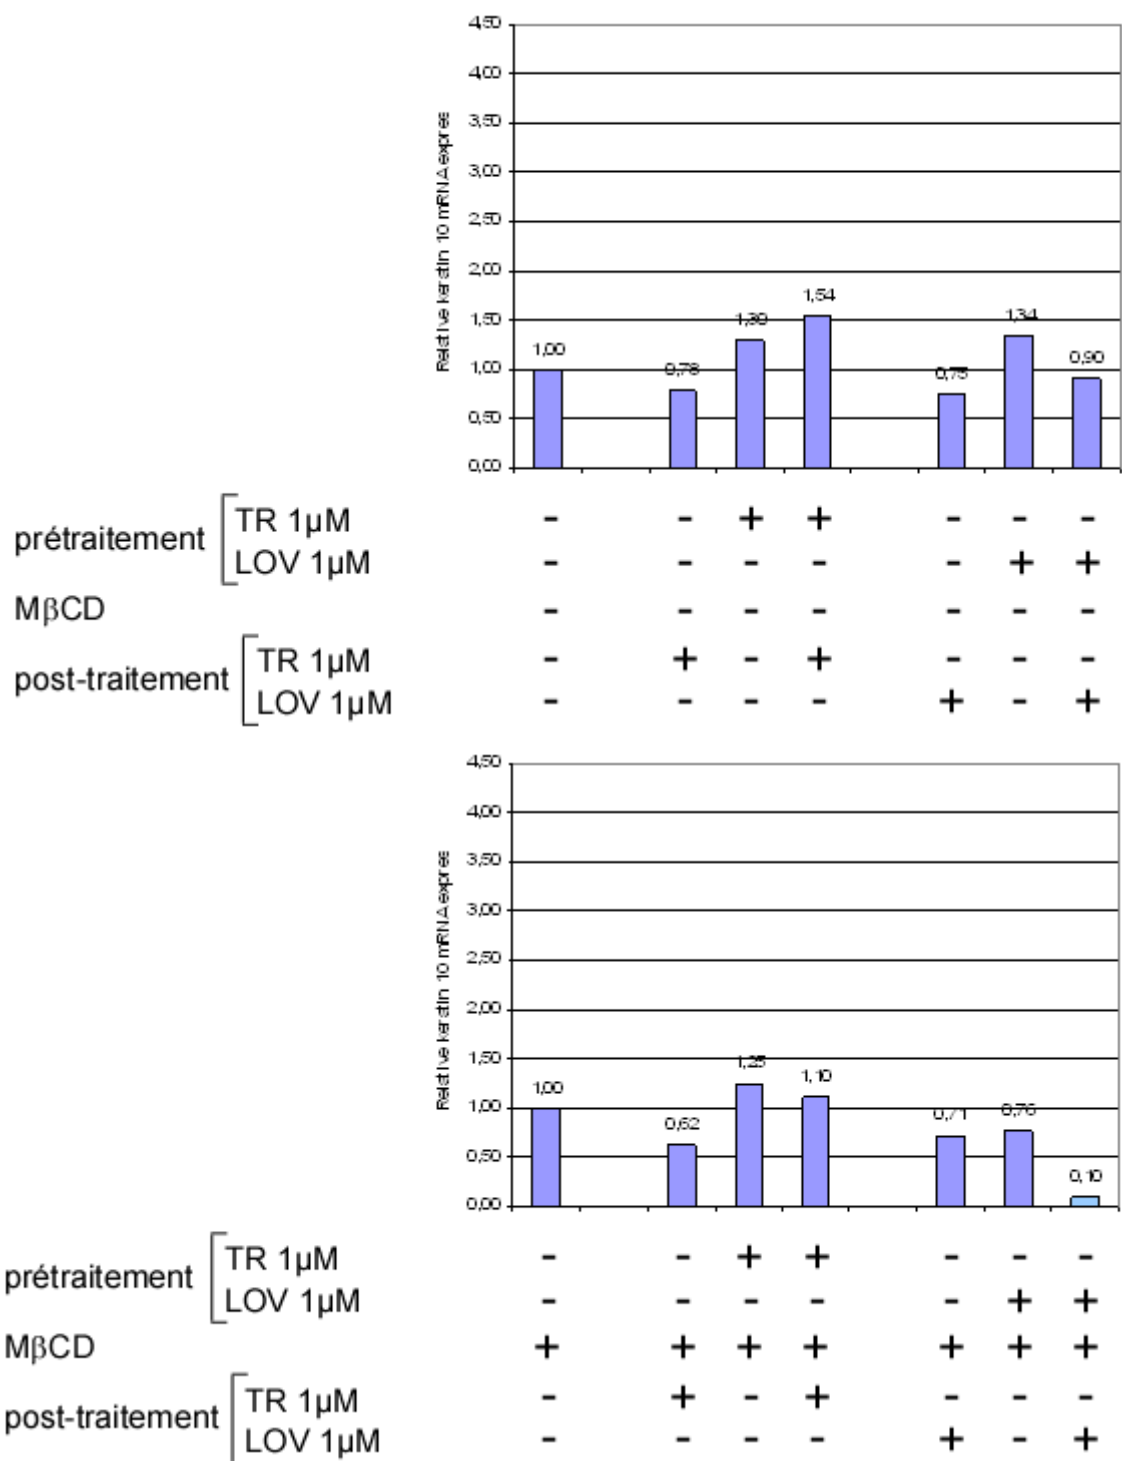 4,50
4,00
3,50
3,00
2,50
2,00
1,50
1,00
0,50
0,00
Relative keratin 10 mRNA expres
1,00 0,78 1,30 1,54 0,75 1,34 0,90
prétraitement TR 1µM - - + + - - -
LOV 1µM - - - - - + +
MβCD - - - - - - -
post-traitement TR 1µM - + - + - - -
LOV 1µM - - - - + - +
4,50
4,00
3,50
3,00
2,50
2,00
1,50
1,00
0,50
0,00
Relative keratin 10 mRNA expres
1,00 0,62 1,25 1,10 0,71 0,76 0,10
prétraitement TR 1µM - - + + - - -
LOV 1µM - - - - - + +
MβCD + + + + + + +
post-traitement TR 1µM - + - + - - -
LOV 1µM - - - - + - +